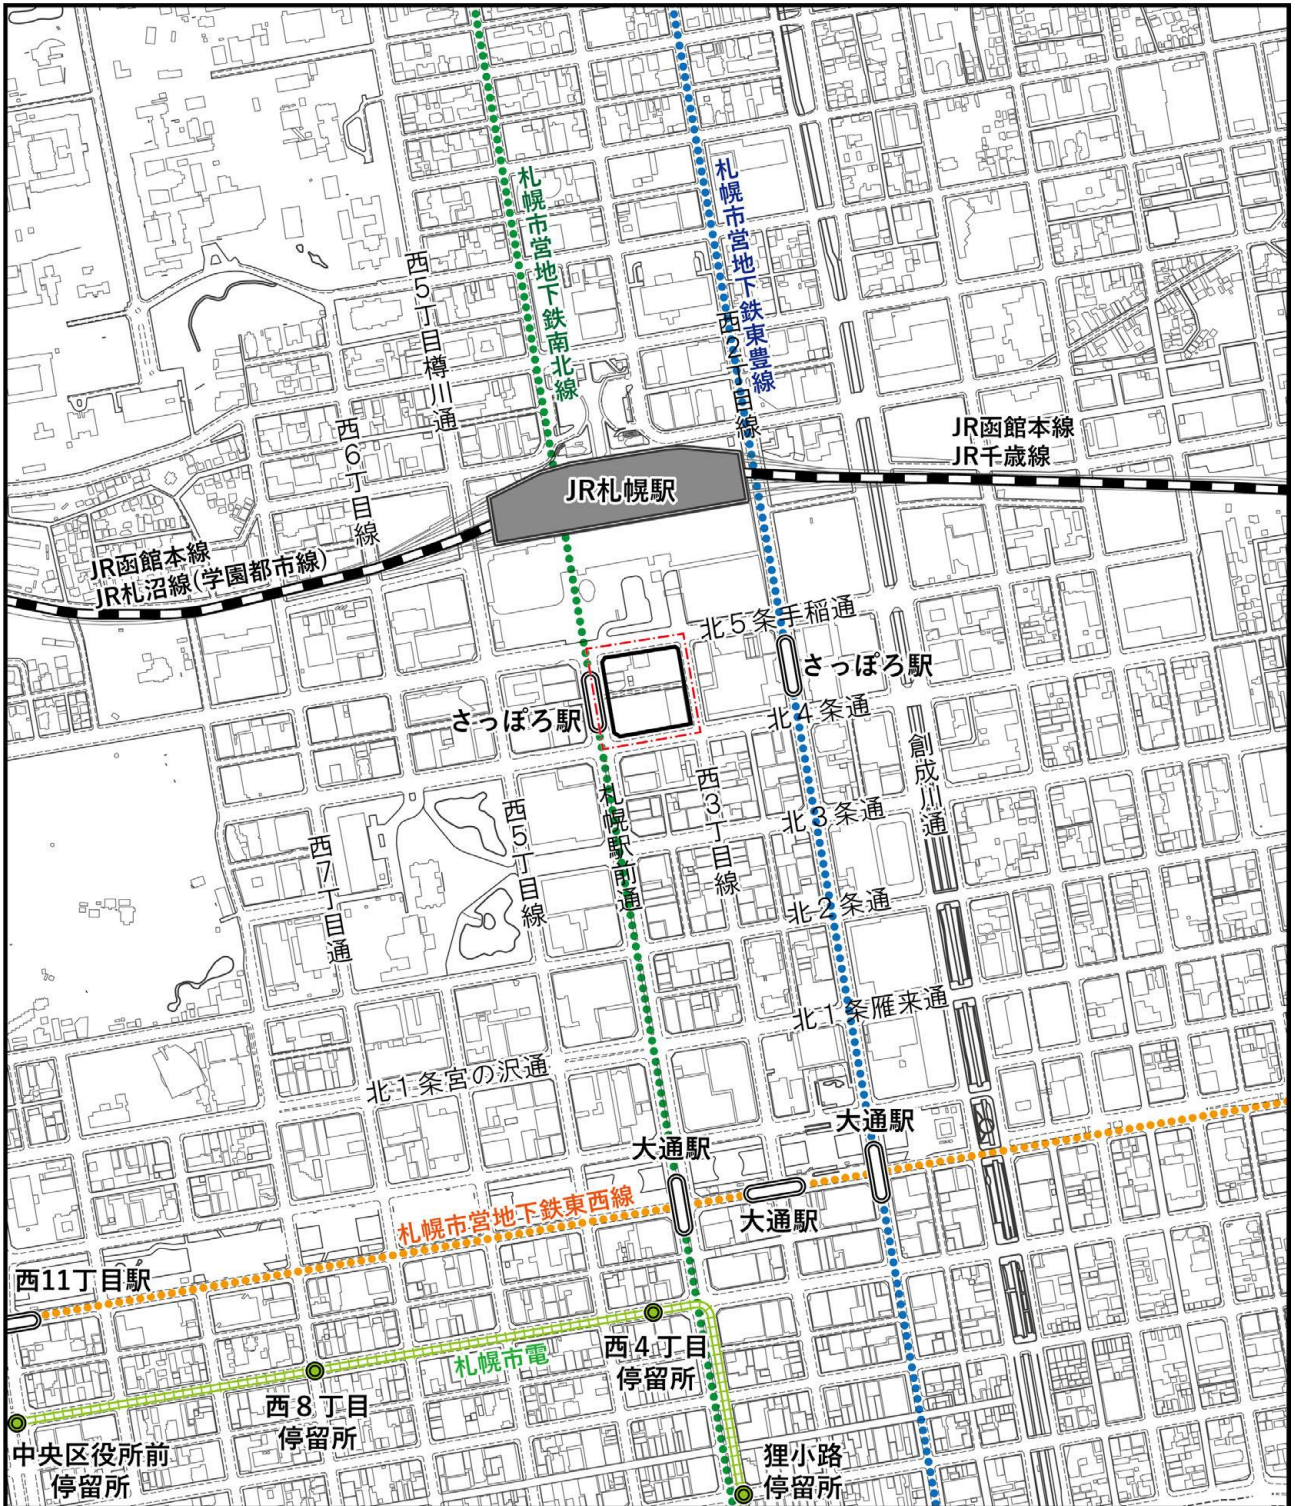 札幌市営地下鉄南北線
札幌市営地下鉄東豊線
西5丁目樽川通
西2丁目線
西6丁目線
JR函館本線
JR千歳線
JR札幌駅
JR函館本線
JR札沼線(学園都市線)
北5条手稲通
さっぽろ駅
さっぽろ駅
北4条通
創成川通
西3丁目線
札幌駅前通
西5丁目線
北3条通
西7丁目通
北2条通
北1条雁来通
北1条宮の沢通
大通駅
大通駅
大通駅
札幌市営地下鉄東西線
西11丁目駅
西4丁目
停留所
札幌市電
西8丁目
停留所
中央区役所前
停留所
狸小路
停留所